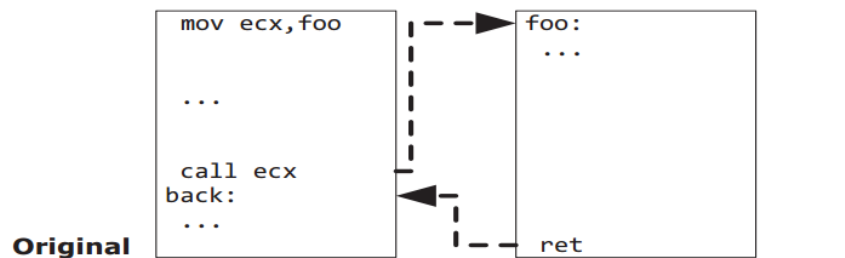 mov ecx,foo
...
call ecx
back:
...
foo:
...
ret
Original